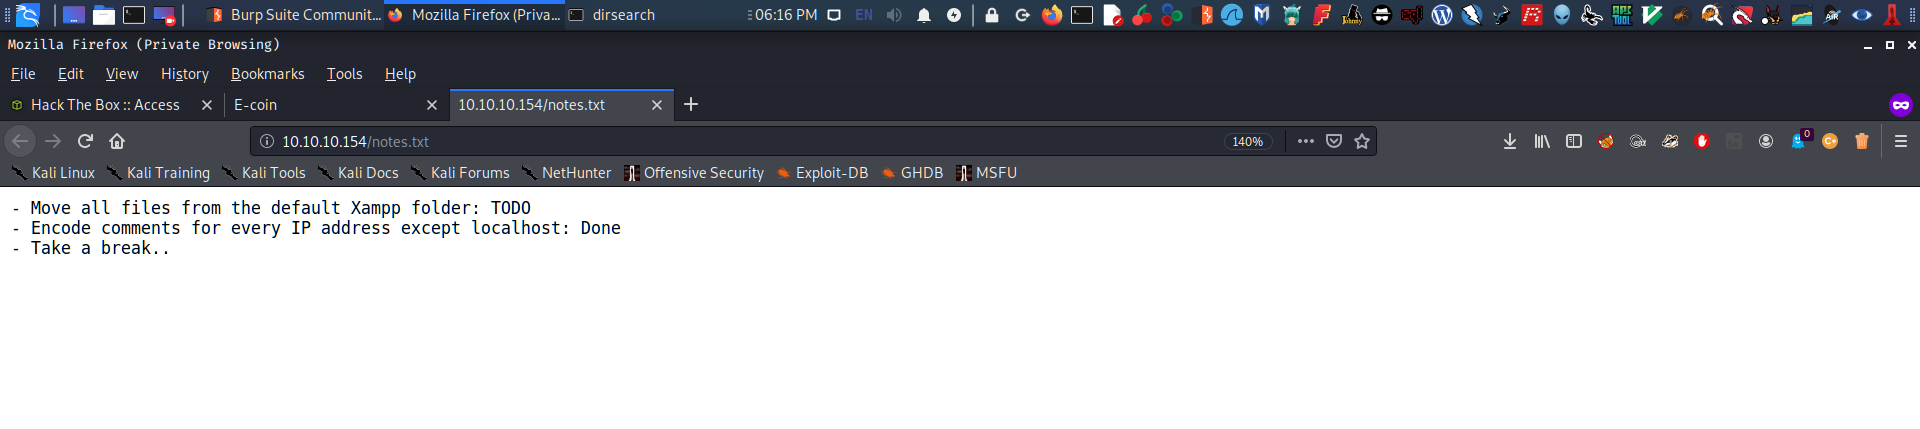 Burp Suite Communit...
Mozilla Firefox (Priva...
dirsearch
06:16 PM
EN
Mozilla Firefox (Private Browsing)
File Edit View History Bookmarks Tools Help
Hack The Box :: Access
E-coin
10.10.10.154/notes.txt
10.10.10.154/notes.txt
140%
0
Kali Linux Kali Training Kali Tools Kali Docs Kali Forums NetHunter Offensive Security Exploit-DB GHDB MSFU
- Move all files from the default Xampp folder: TODO
- Encode comments for every IP address except localhost: Done
- Take a break..